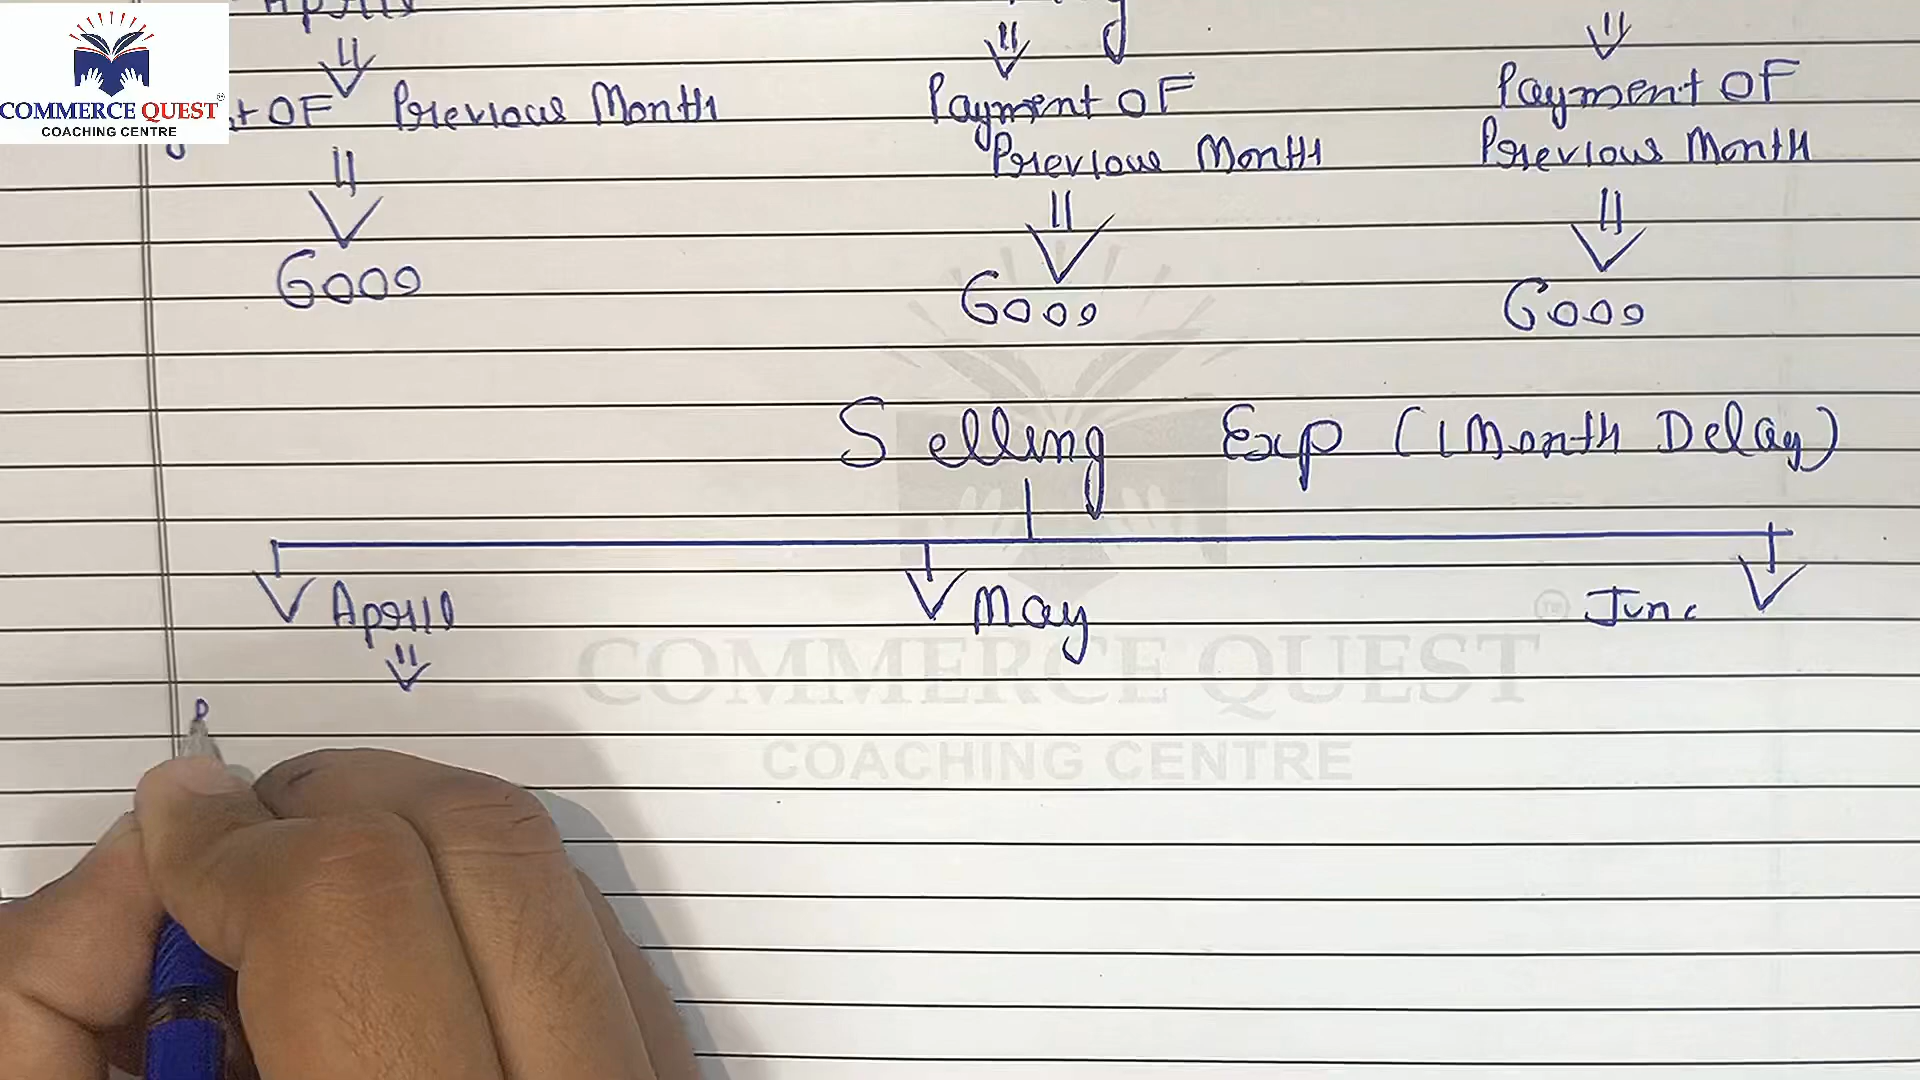 COMMERCE QUEST
COACHING CENTRE
OF Previous Month
6000
Payment OF
Previous Month
6000
Payment OF
Previous Month
6000
Selling Exp (1 Month Delay)
April
May
June
COMMERCE QUEST
COACHING CENTRE